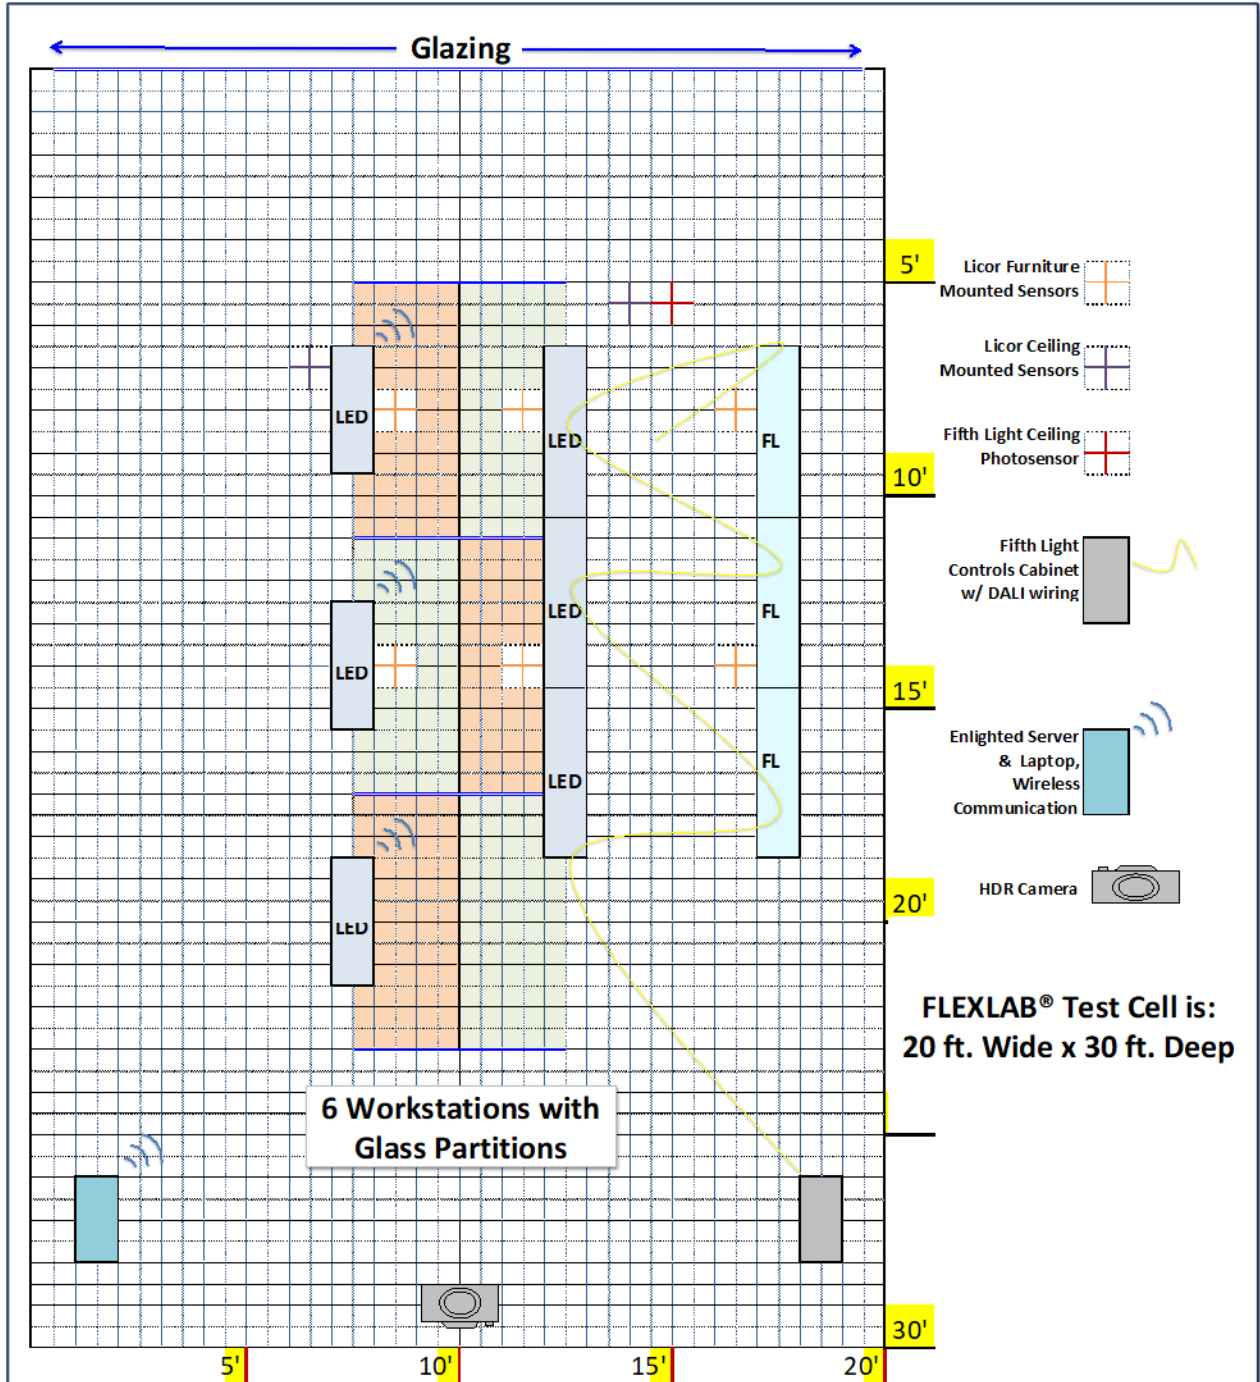 Glazing
5'
Licor Furniture
Mounted Sensors
Licor Ceiling
Mounted Sensors
LED
LED
FL
Fifth Light Ceiling
Photosensor
10'
Fifth Light
Controls Cabinet
w/ DALI wiring
LED
LED
FL
15'
Enlighted Server
& Laptop,
Wireless
Communication
LED
FL
HDR Camera
20'
LED
FLEXLAB® Test Cell is:
20 ft. Wide x 30 ft. Deep
6 Workstations with
Glass Partitions
30'
5'
10'
15'
20'